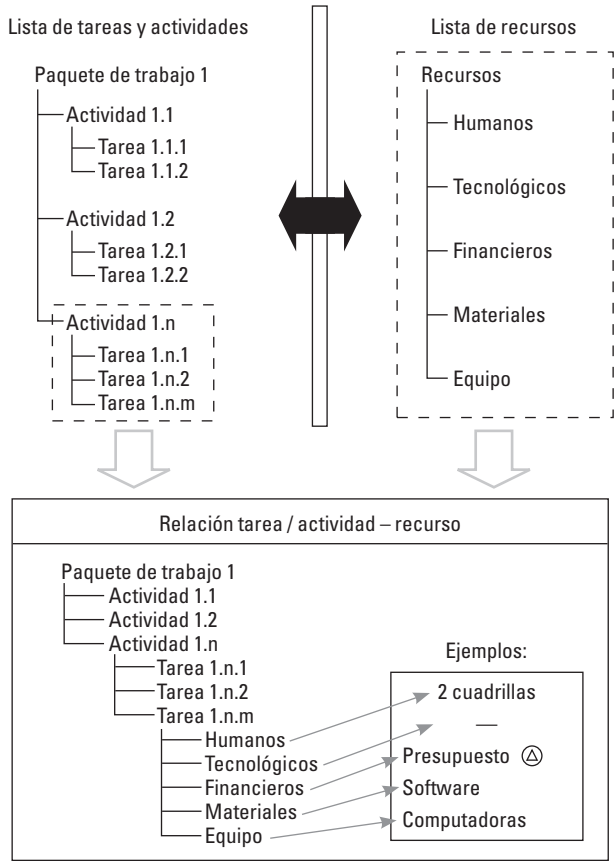 Lista de tareas y actividades
Paquete de trabajo 1
Actividad 1.1
Tarea 1.1.1
Tarea 1.1.2
Actividad 1.2
Tarea 1.2.1
Tarea 1.2.2
Actividad 1.n
Tarea 1.n.1
Tarea 1.n.2
Tarea 1.n.m
Lista de recursos
Recursos
Humanos
Tecnológicos
Financieros
Materiales
Equipo
Relación tarea / actividad – recurso
Paquete de trabajo 1
Actividad 1.1
Actividad 1.2
Actividad 1.n
Tarea 1.n.1
Tarea 1.n.2
Tarea 1.n.m
Humanos
Tecnológicos
Financieros
Materiales
Equipo
Ejemplos:
2 cuadrillas
—
Presupuesto
Software
Computadoras